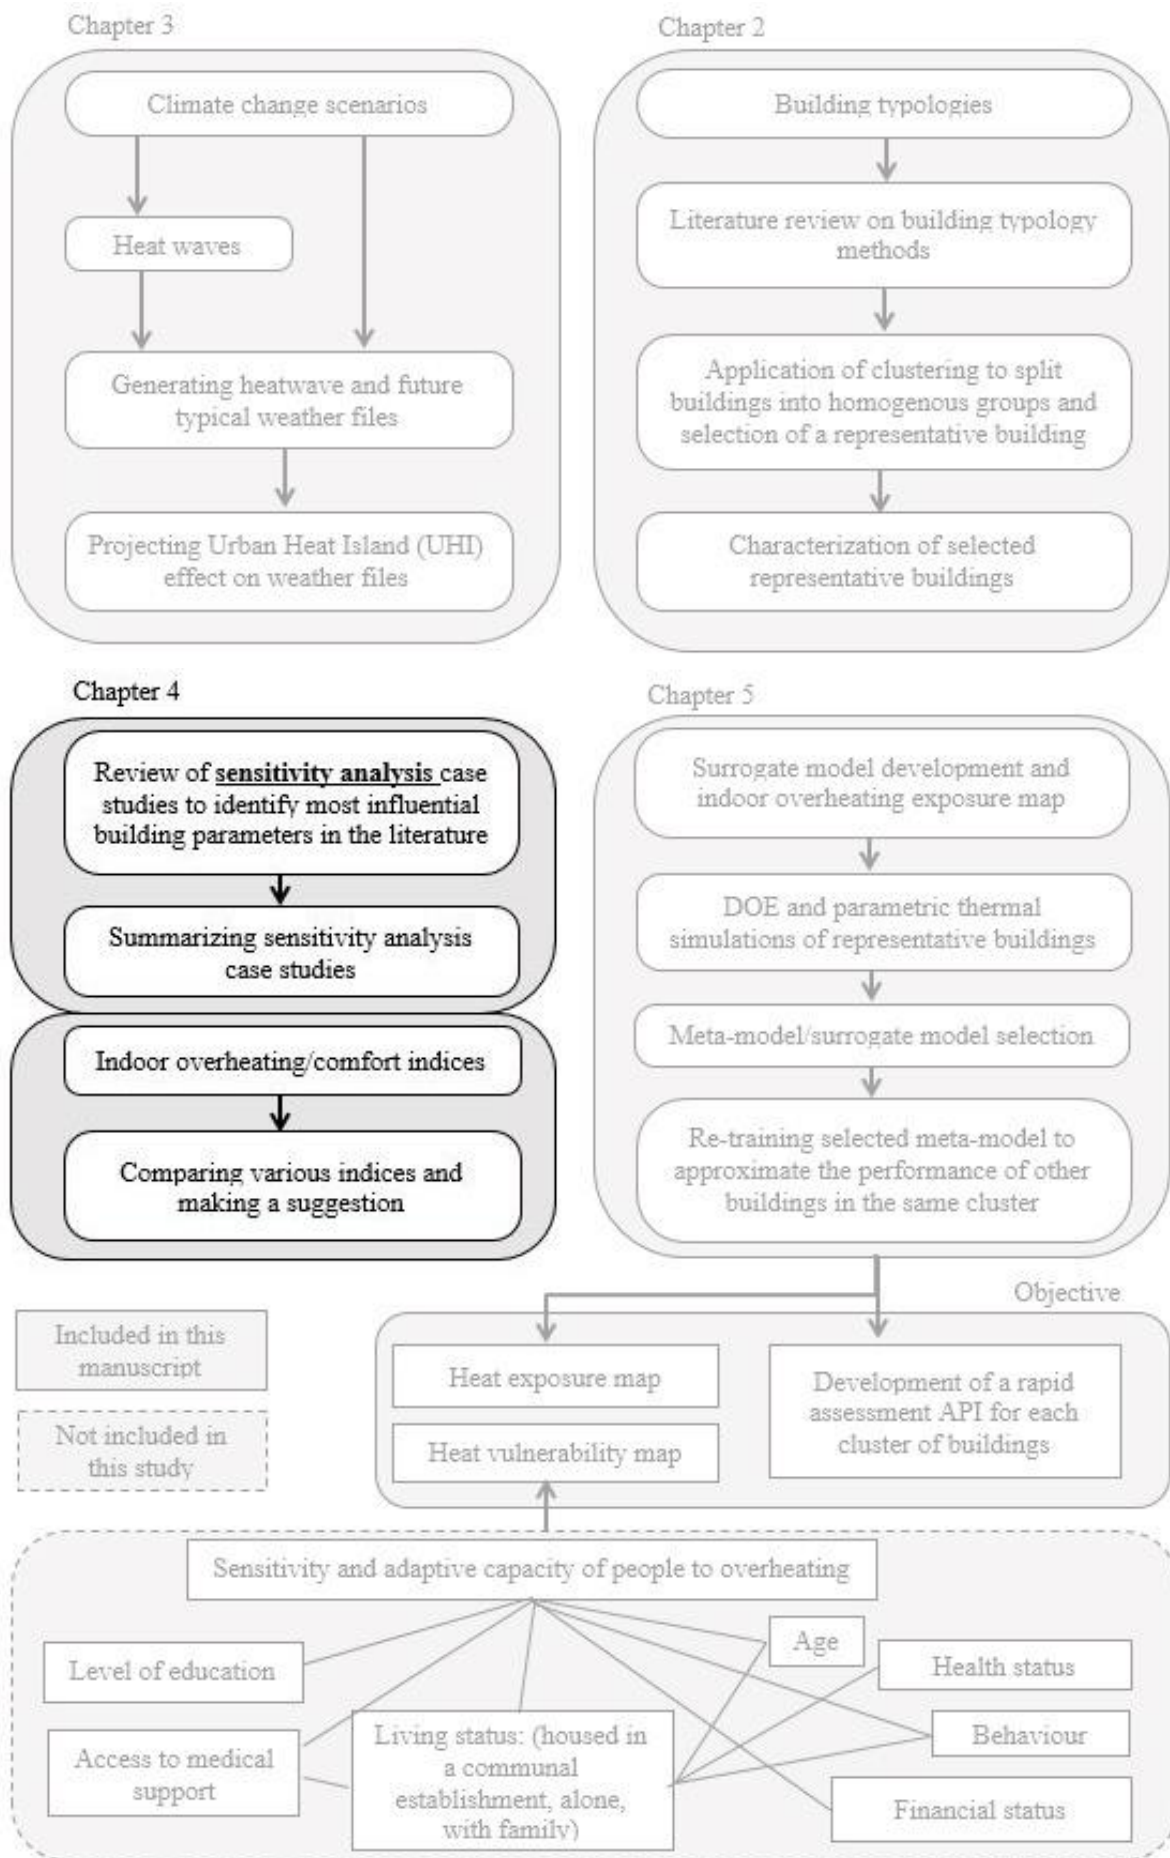 Chapter 3
Climate change scenarios
Heat waves
Generating heatwave and future
typical weather files
Projecting Urban Heat Island (UHI)
effect on weather files
Chapter 2
Building typologies
Literature review on building typology
methods
Application of clustering to split
buildings into homogenous groups and
selection of a representative building
Characterization of selected
representative buildings
Chapter 4
Review of sensitivity analysis case
studies to identify most influential
building parameters in the literature
Summarizing sensitivity analysis
case studies
Indoor overheating/comfort indices
Comparing various indices and
making a suggestion
Chapter 5
Surrogate model development and
indoor overheating exposure map
DOE and parametric thermal
simulations of representative buildings
Meta-model/surrogate model selection
Re-training selected meta-model to
approximate the performance of other
buildings in the same cluster
Objective
Included in this
manuscript
Not included in
this study
Heat exposure map
Heat vulnerability map
Development of a rapid
assessment API for each
cluster of buildings
Sensitivity and adaptive capacity of people to overheating
Level of education
Access to medical
support
Living status: (housed in
a communal
establishment, alone,
with family)
Age
Health status
Behaviour
Financial status